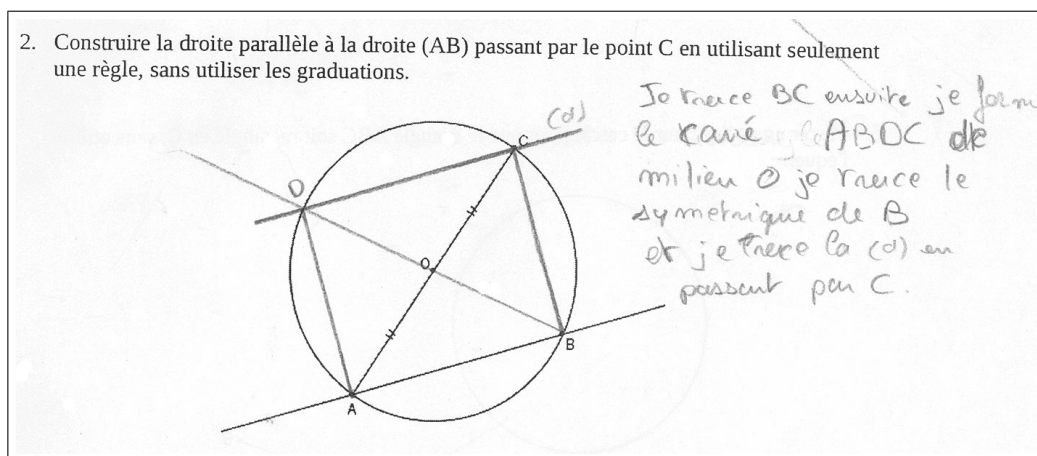 2. Construire la droite parallèle à la droite (AB) passant par le point C en utilisant seulement
une règle, sans utiliser les graduations.
Je trace BC ensuite je form
le carré ABDC de
milien O je trace le
symetrique de B
et je trece la (d) en
passant par C.
(d)
C
D
O
B
A